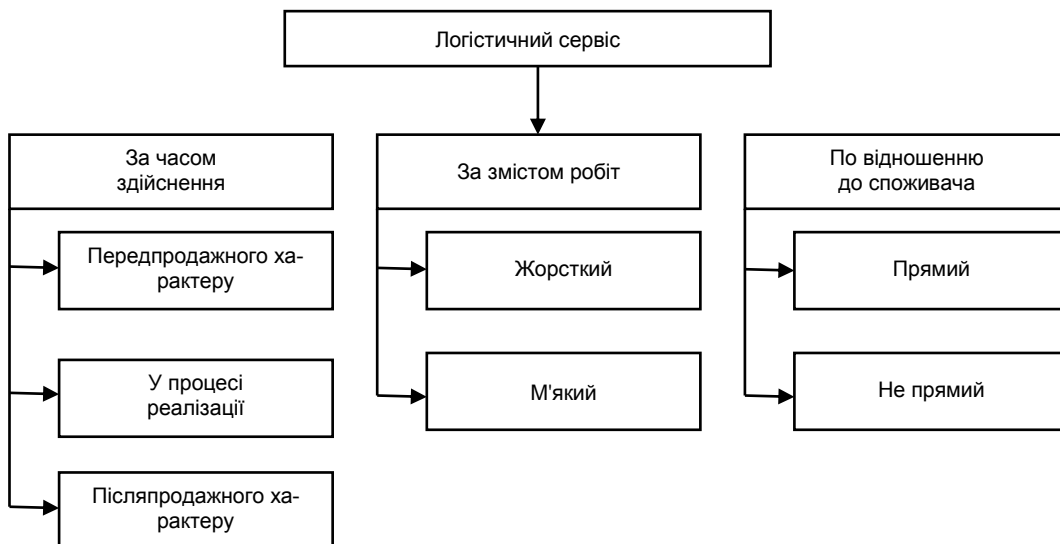 Логістичний сервіс
За часом
здійснення
Передпродажного ха-
рактеру
У процесі
реалізації
Післяпродажного ха-
рактеру
За змістом робіт
Жорсткий
М'який
По відношенню
до споживача
Прямий
Не прямий